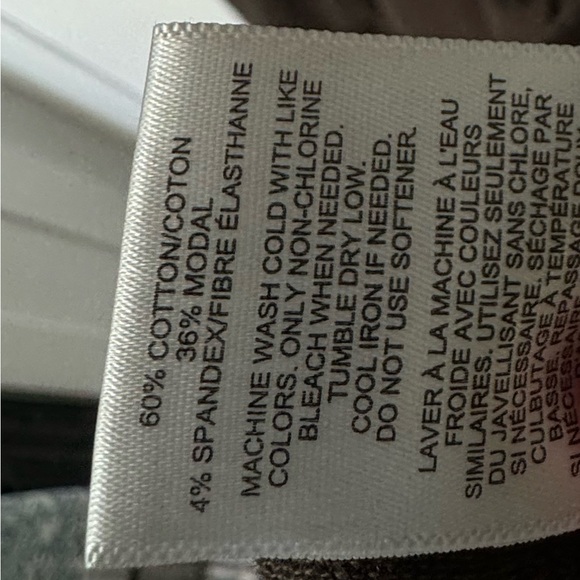 60% COTTON/COTON
36% MODAL
4% SPANDEX/FIBRE ÉLASTHANNE
MACHINE WASH COLD WITH LIKE
COLORS. ONLY NON-CHLORINE
BLEACH WHEN NEEDED.
TUMBLE DRY LOW.
COOL IRON IF NEEDED.
DO NOT USE SOFTENER.
LAVER À LA MACHINE À L'EAU
FROIDE AVEC COULEURS
SIMILAIRES. UTILISEZ SEULEMENT
DU JAVELLISANT SANS CHLORE,
SI NÉCESSAIRE. SÉCHAGE PAR
CULBUTAGE À TEMPÉRATURE
BASSE. REPASSAGE
SI